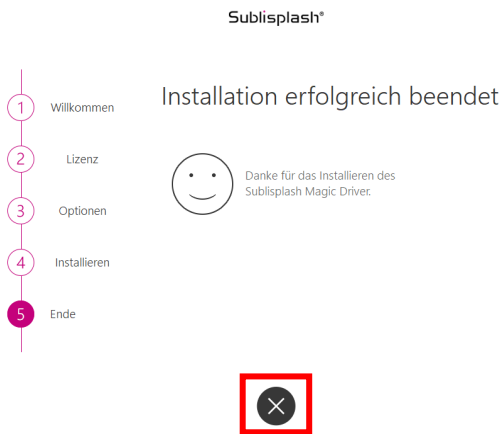 Sublisplash®
Installation erfolgreich beendet
1 Willkommen
2 Lizenz
3 Optionen
4 Installieren
5 Ende
Danke für das Installieren des
Sublisplash Magic Driver.